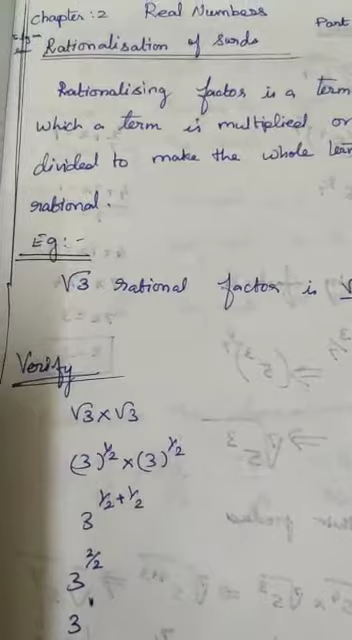 chapter:2 Real Numbers Part
Rationalisation of Surds
Rationalising factor is a term
which a term is multiplied or
divided to make the whole
rational.
Eg:-
√3 rational factor is
Verify
√3 × √3
(3)^1/2 × (3)^1/2
3^1/2+1/2
3^2/2
3